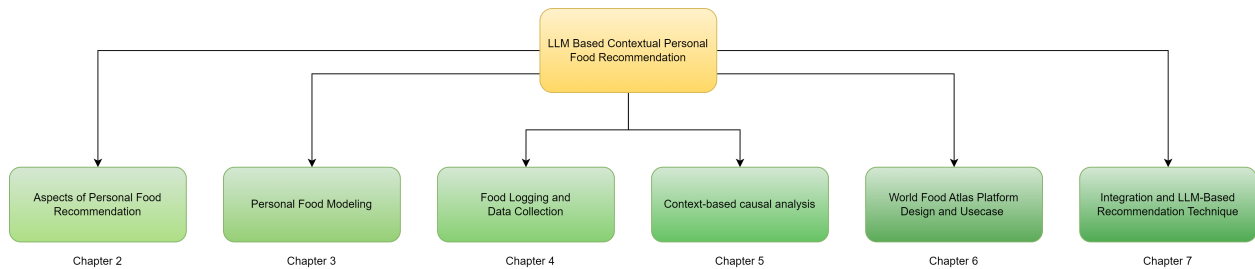 LLM Based Contextual Personal
Food Recommendation
Aspects of Personal Food
Recommendation
Personal Food Modeling
Food Logging and
Data Collection
Context-based causal analysis
World Food Atlas Platform
Design and Usecase
Integration and LLM-Based
Recommendation Technique
Chapter 2
Chapter 3
Chapter 4
Chapter 5
Chapter 6
Chapter 7